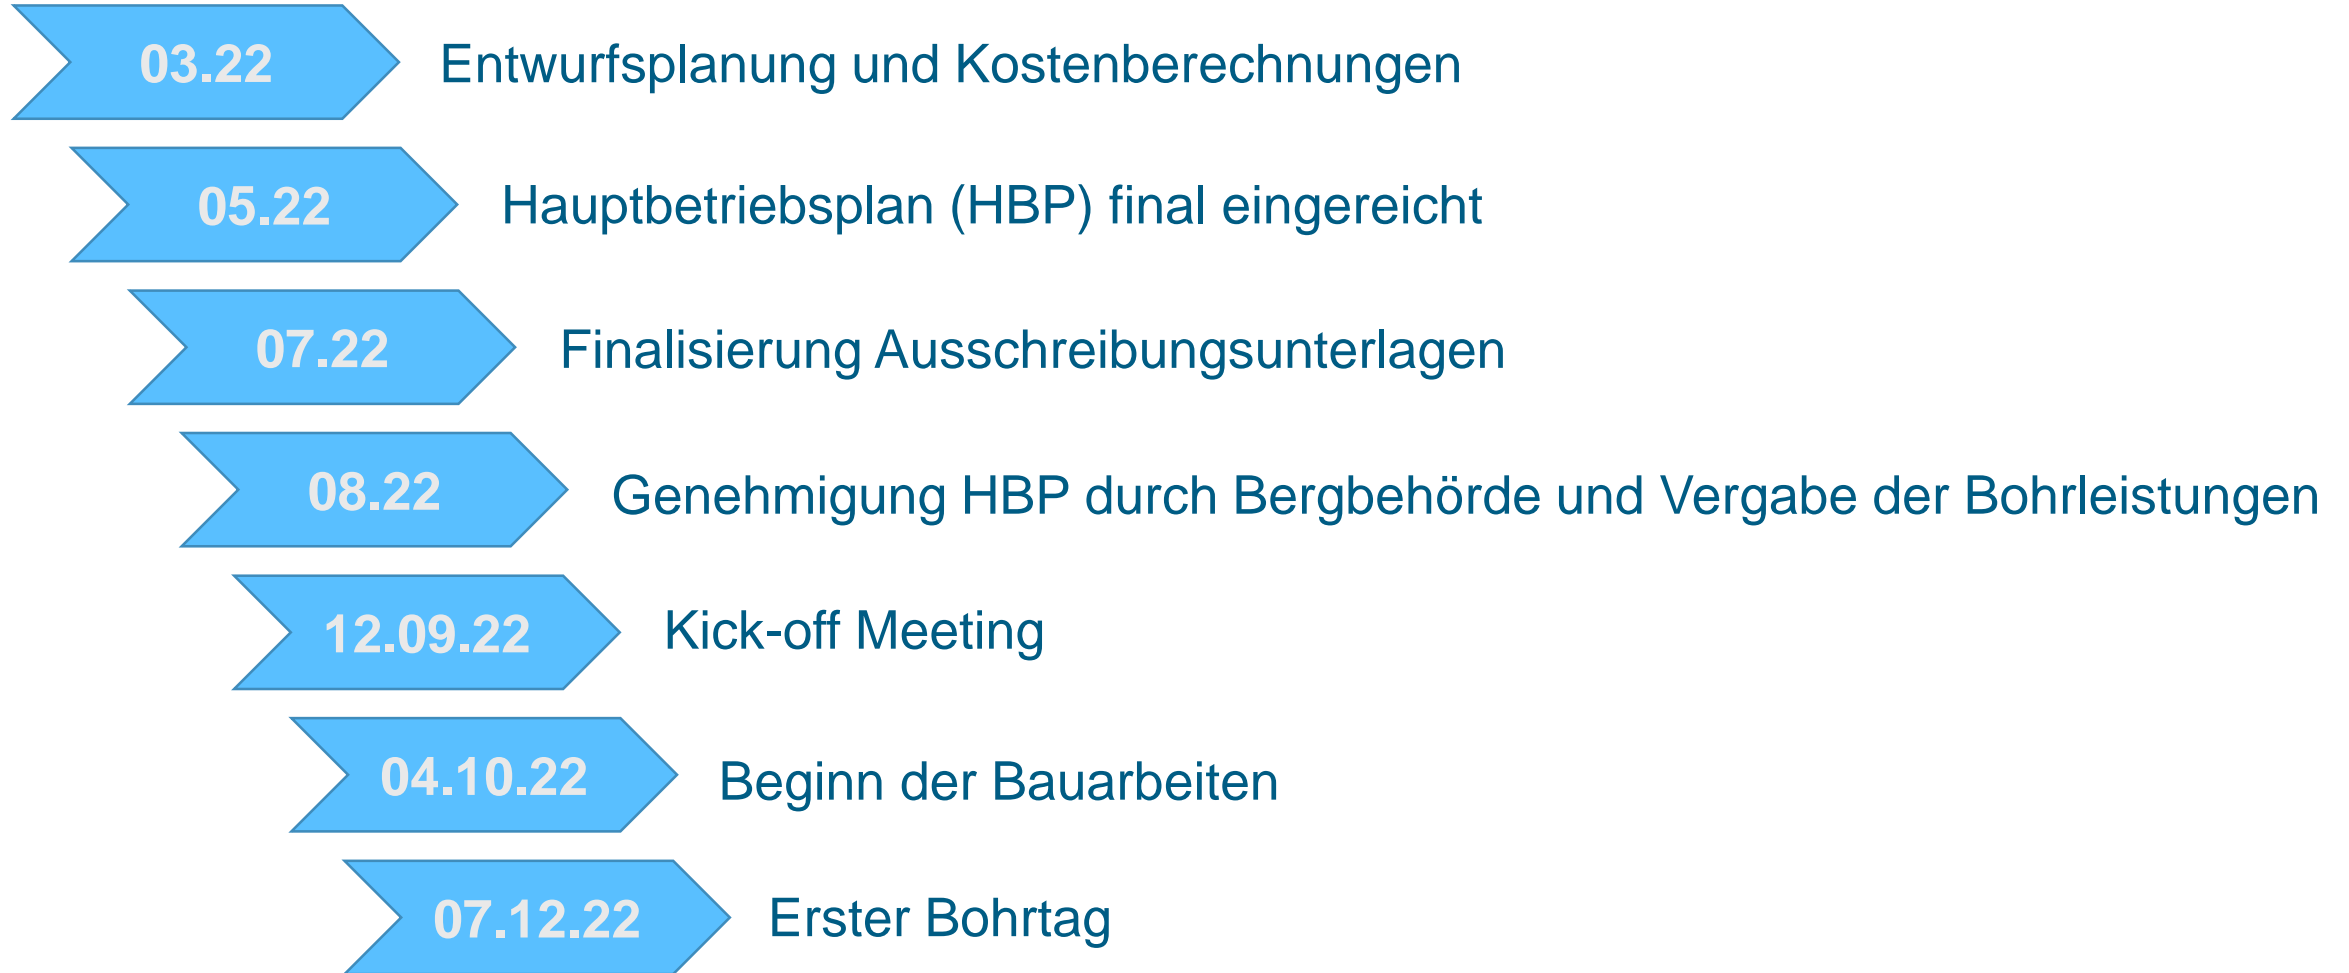 03.22 Entwurfsplanung und Kostenberechnungen
05.22 Hauptbetriebsplan (HBP) final eingereicht
07.22 Finalisierung Ausschreibungsunterlagen
08.22 Genehmigung HBP durch Bergbehörde und Vergabe der Bohrleistungen
12.09.22 Kick-off Meeting
04.10.22 Beginn der Bauarbeiten
07.12.22 Erster Bohrtag